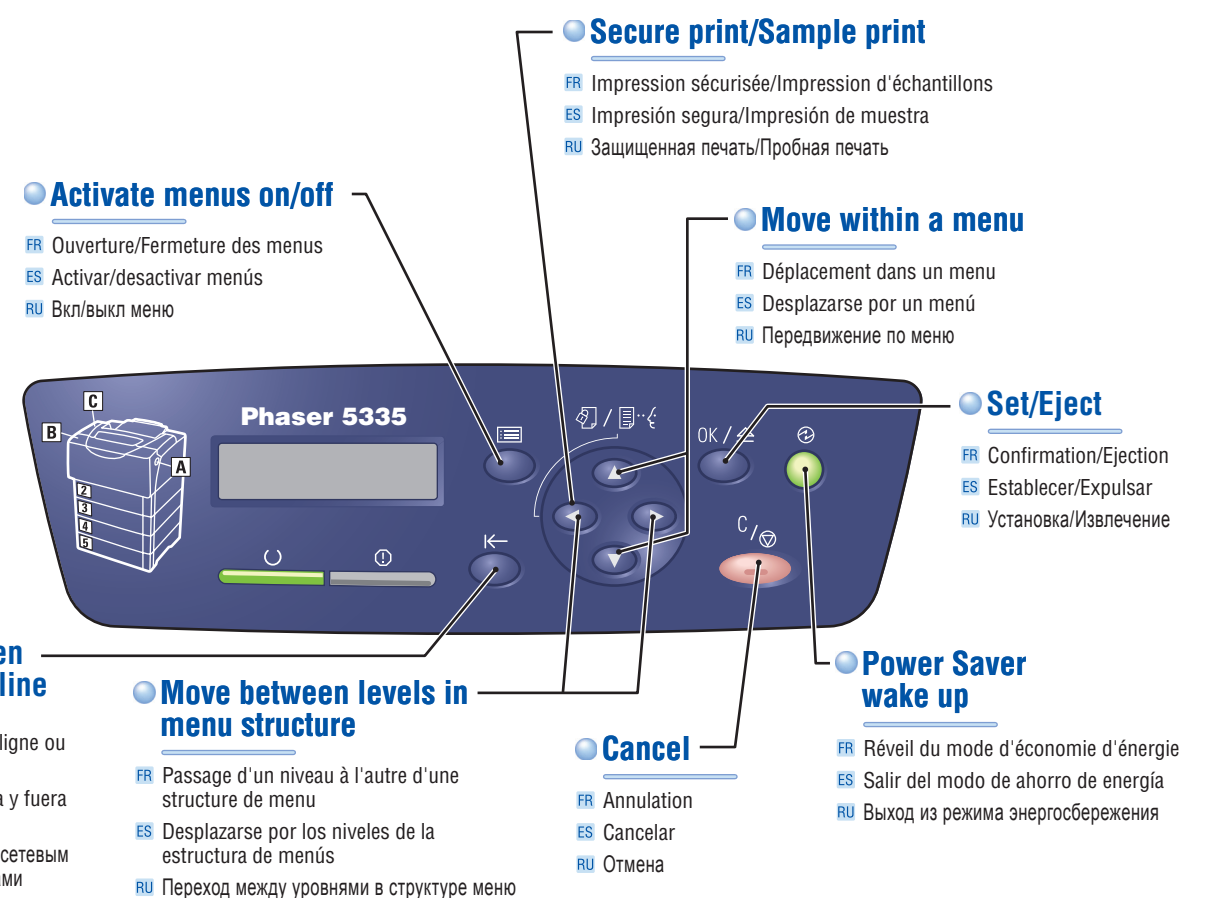 Secure print/Sample print
FR Impression sécurisée/Impression d'échantillons
ES Impresión segura/Impresión de muestra
RU Защищенная печать/Пробная печать
Activate menus on/off
FR Ouverture/Fermeture des menus
ES Activar/desactivar menús
RU Вкл/выкл меню
Move within a menu
FR Déplacement dans un menu
ES Desplazarse por un menú
RU Передвижение по меню
Set/Eject
FR Confirmation/Ejection
ES Establecer/Expulsar
RU Установка/Извлечение
C
B
A
2
3
4
5
Phaser 5335
OK /
C/
en
line
ligne ou
a y fuera
сетевым
ами
Move between levels in
menu structure
FR Passage d'un niveau à l'autre d'une
structure de menu
ES Desplazarse por los niveles de la
estructura de menús
RU Переход между уровнями в структуре меню
Cancel
FR Annulation
ES Cancelar
RU Отмена
Power Saver
wake up
FR Réveil du mode d'économie d'énergie
ES Salir del modo de ahorro de energía
RU Выход из режима энергосбережения